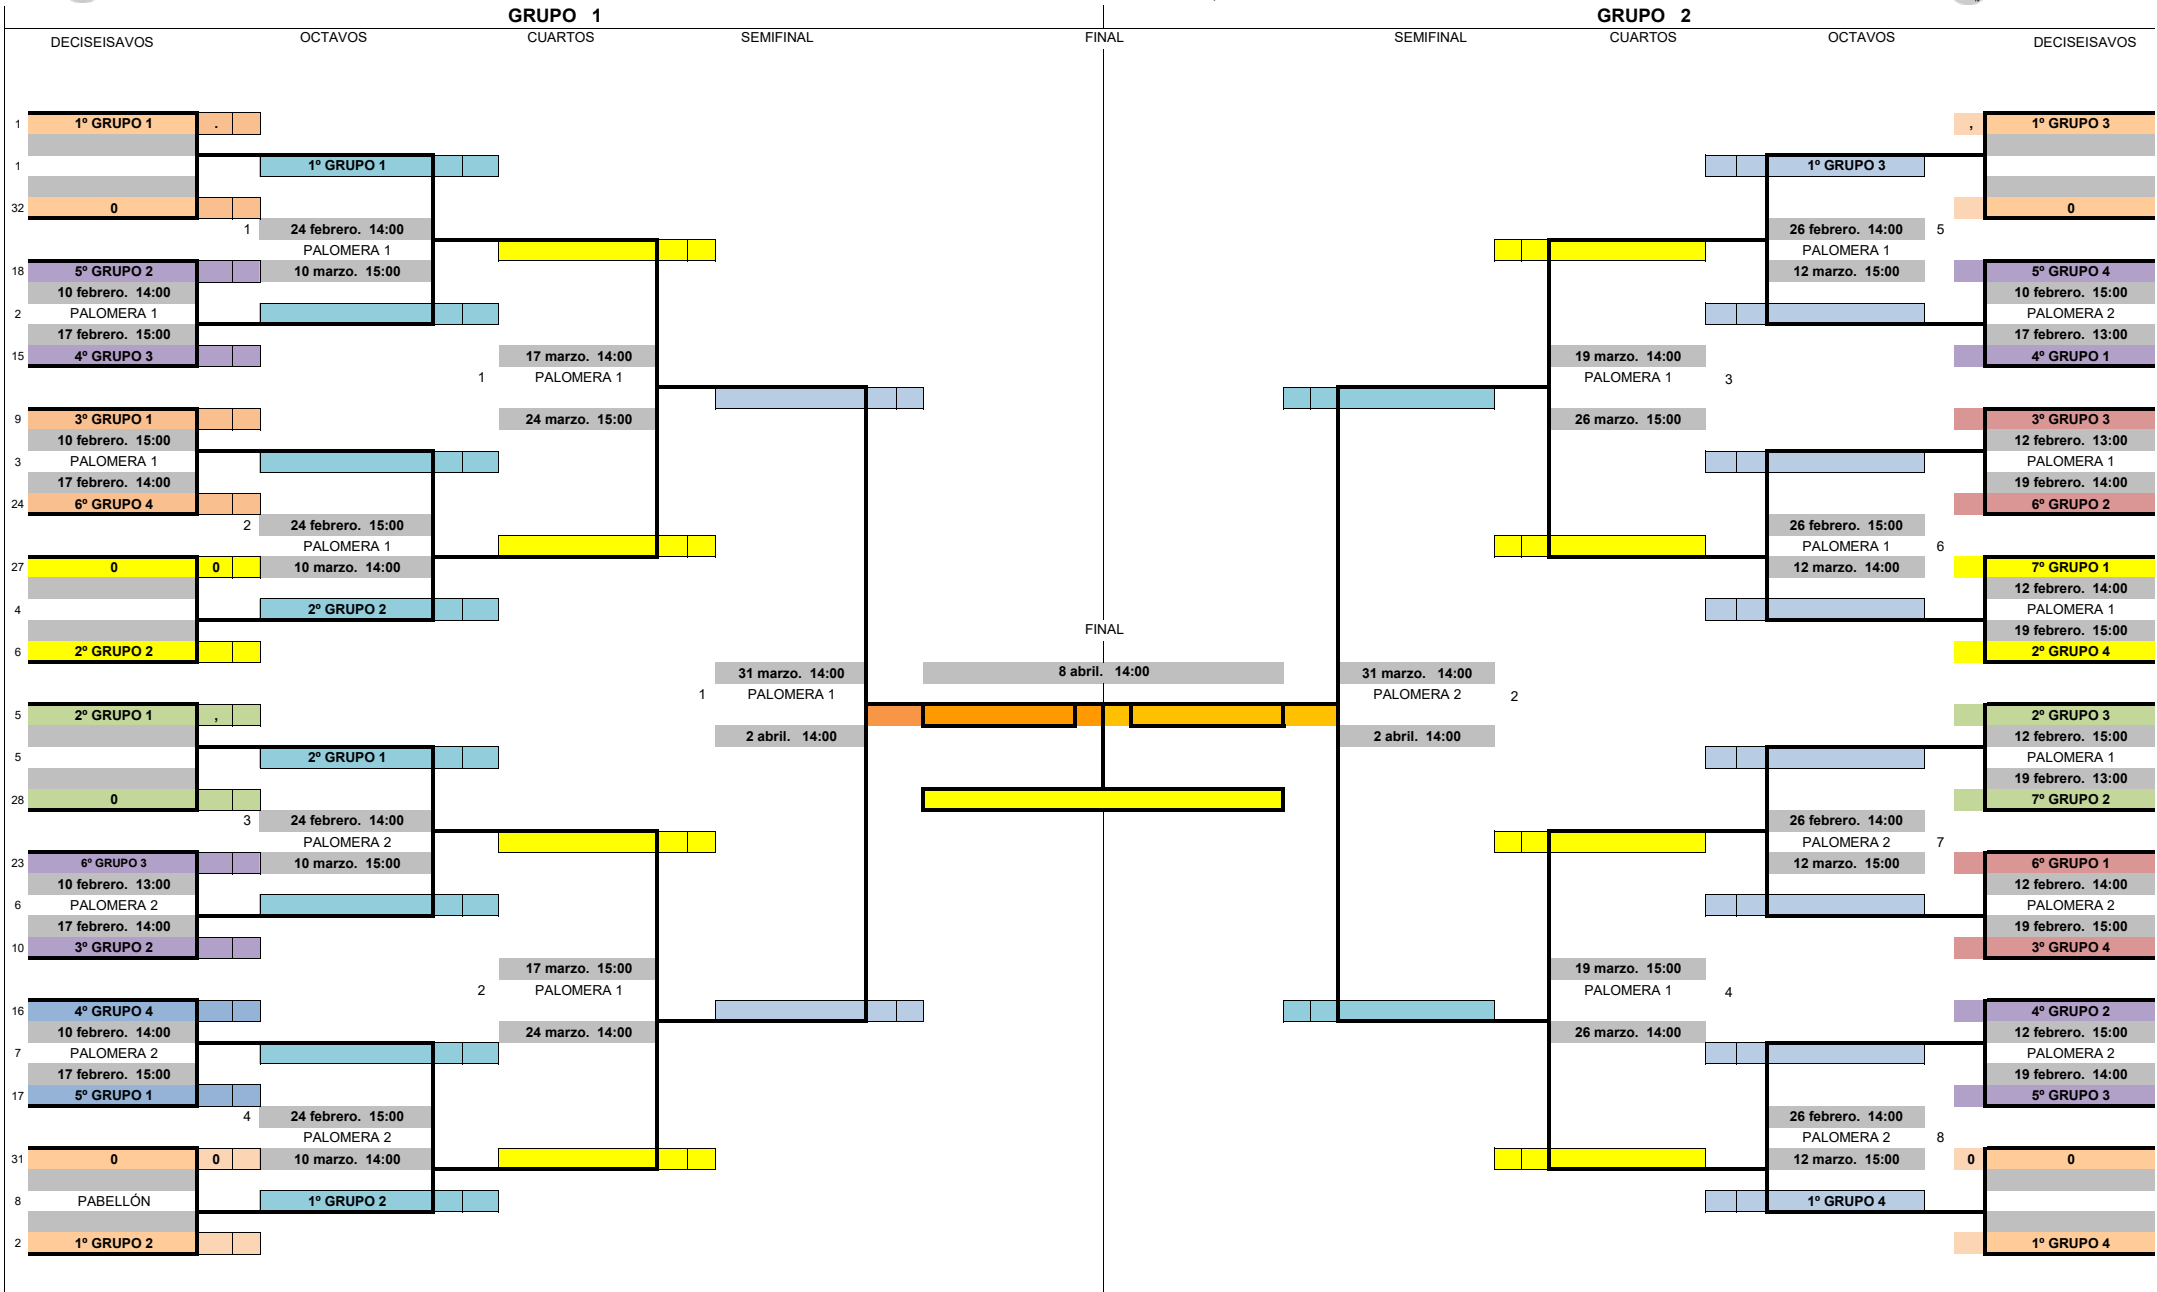 GRUPO 1
GRUPO 2
DECISEISAVOS
OCTAVOS
CUARTOS
SEMIFINAL
FINAL
SEMIFINAL
CUARTOS
OCTAVOS
DECISEISAVOS
1 1º GRUPO 1 .
1
32 0
18 5º GRUPO 2
10 febrero. 14:00
2 PALOMERA 1
17 febrero. 15:00
15 4º GRUPO 3
9 3º GRUPO 1
10 febrero. 15:00
3 PALOMERA 1
17 febrero. 14:00
24 6º GRUPO 4
27 0 0
4
6 2º GRUPO 2
5 2º GRUPO 1 ,
5
28 0
23 6º GRUPO 3
10 febrero. 13:00
6 PALOMERA 2
17 febrero. 14:00
10 3º GRUPO 2
16 4º GRUPO 4
10 febrero. 14:00
7 PALOMERA 2
17 febrero. 15:00
17 5º GRUPO 1
31 0 0
8 PABELLÓN
2 1º GRUPO 2
1º GRUPO 1
1 24 febrero. 14:00
PALOMERA 1
10 marzo. 15:00
2 24 febrero. 15:00
PALOMERA 1
10 marzo. 14:00
2º GRUPO 2
2º GRUPO 1
3 24 febrero. 14:00
PALOMERA 2
10 marzo. 15:00
4 24 febrero. 15:00
PALOMERA 2
10 marzo. 14:00
1º GRUPO 2
17 marzo. 14:00
1 PALOMERA 1
24 marzo. 15:00
17 marzo. 15:00
2 PALOMERA 1
24 marzo. 14:00
31 marzo. 14:00
1 PALOMERA 1
2 abril. 14:00
FINAL
8 abril. 14:00
31 marzo. 14:00
PALOMERA 2 2
2 abril. 14:00
19 marzo. 14:00
PALOMERA 1 3
26 marzo. 15:00
19 marzo. 15:00
PALOMERA 1 4
26 marzo. 14:00
1º GRUPO 3
26 febrero. 14:00 5
PALOMERA 1
12 marzo. 15:00
26 febrero. 15:00
PALOMERA 1 6
12 marzo. 14:00
26 febrero. 14:00
PALOMERA 2 7
12 marzo. 15:00
26 febrero. 14:00
PALOMERA 2 8
12 marzo. 15:00
1º GRUPO 4
, 1º GRUPO 3
0
5º GRUPO 4
10 febrero. 15:00
PALOMERA 2
17 febrero. 13:00
4º GRUPO 1
3º GRUPO 3
12 febrero. 13:00
PALOMERA 1
19 febrero. 14:00
6º GRUPO 2
7º GRUPO 1
12 febrero. 14:00
PALOMERA 1
19 febrero. 15:00
2º GRUPO 4
2º GRUPO 3
12 febrero. 15:00
PALOMERA 1
19 febrero. 13:00
7º GRUPO 2
6º GRUPO 1
12 febrero. 14:00
PALOMERA 2
19 febrero. 15:00
3º GRUPO 4
4º GRUPO 2
12 febrero. 15:00
PALOMERA 2
19 febrero. 14:00
5º GRUPO 3
0 0
1º GRUPO 4